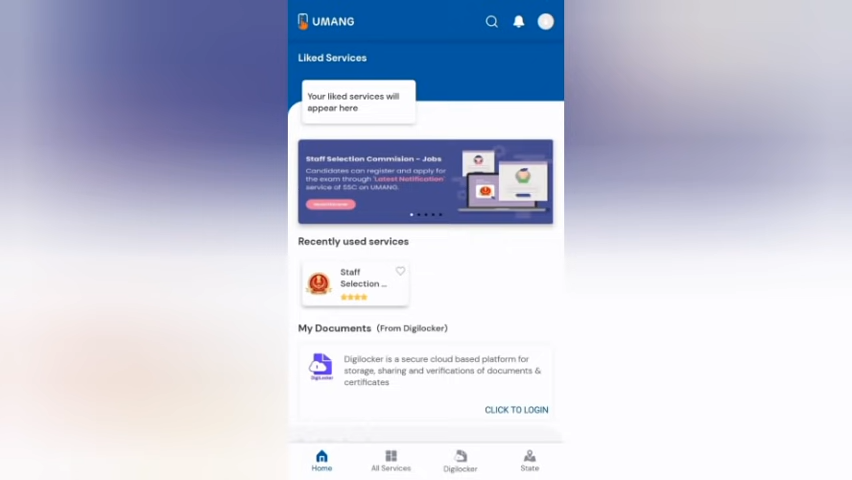 UMANG
Liked Services
Your liked services will
appear here
Staff Selection Commision - Jobs
Candidates can register and apply for
the exam through 'Latest Notification'
service of SSC on UMANG.
Recently used services
Staff
Selection ...
My Documents (From Digilocker)
Digilocker is a secure cloud based platform for
storage, sharing and verifications of documents &
certificates
DigiLocker
CLICK TO LOGIN
Home
All Services
Digilocker
State